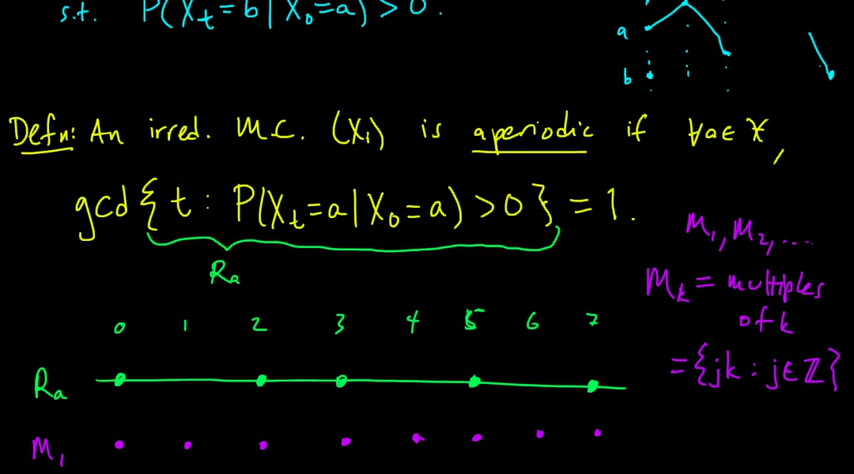 s.t. P(X_t = b | X_0 = a) > 0.
a
b
Defn: An irred. M.C. (X_i) is aperiodic if ∀a∈𝒳,
gcd { t : P(X_t = a | X_0 = a) > 0 } = 1.
R_a
M_1, M_2, ...
M_k = multiples
of k
= {jk : j∈ℤ}
0 1 2 3 4 5 6 7
R_a
M_1